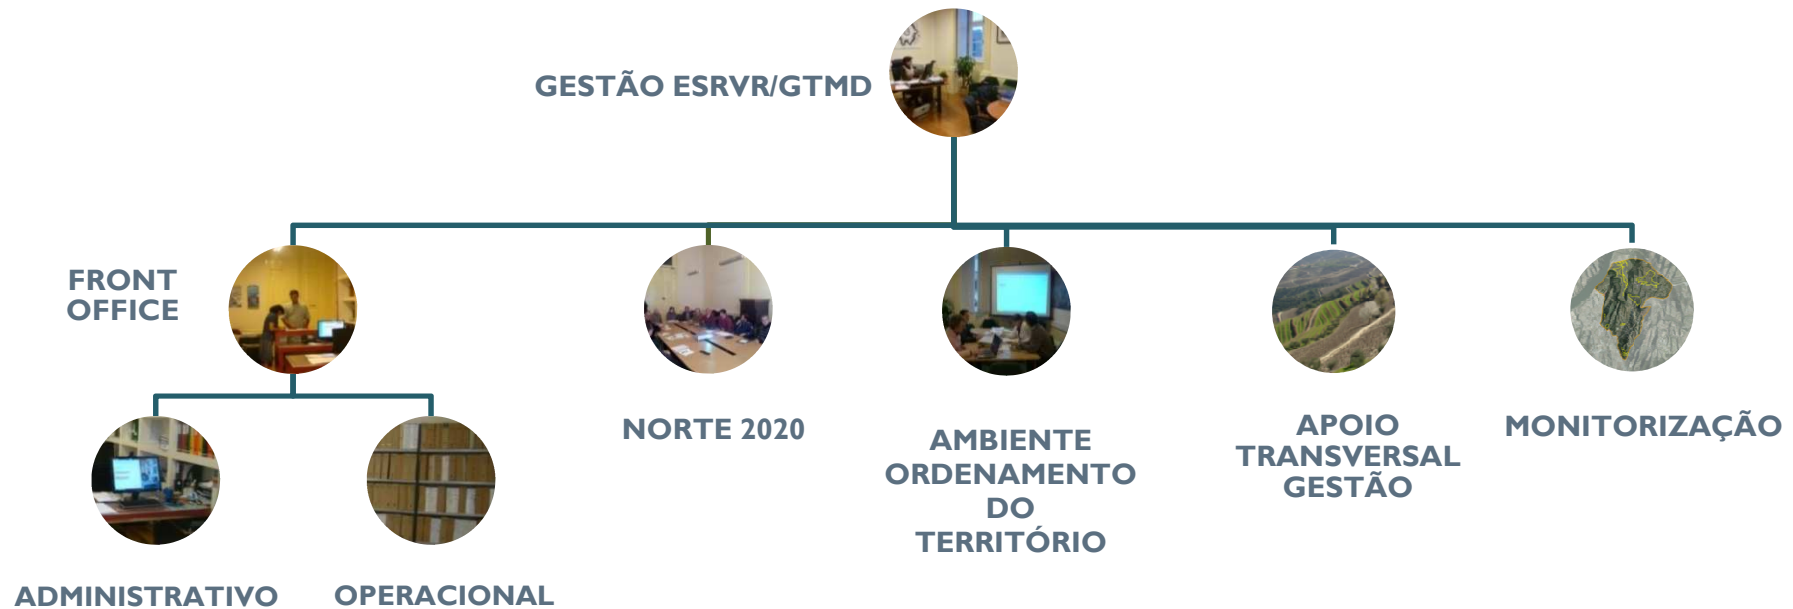 GESTÃO ESRVR/GTMD
FRONT
OFFICE
NORTE 2020
AMBIENTE
ORDENAMENTO
DO
TERRITÓRIO
APOIO
TRANSVERSAL
GESTÃO
MONITORIZAÇÃO
ADMINISTRATIVO
OPERACIONAL